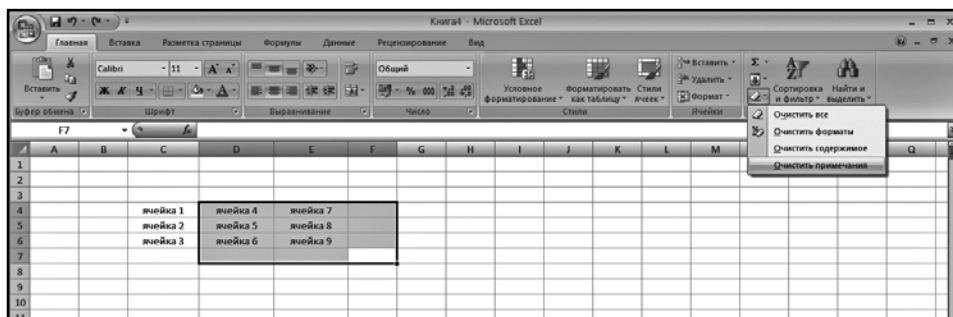 Книга4 - Microsoft Excel
Главная Вставка Разметка страницы Формулы Данные Рецензирование Вид
Вставить
Calibri 11 A A
Ж К Ч А
Общий
% 000
Условное форматирование
Форматировать как таблицу
Стили ячеек
Вставить
Удалить
Формат
Σ
Сортировка и фильтр
Найти и выделить
Буфер обмена Шрифт Выравнивание Число Стили Ячейки
Очистить все
Очистить форматы
Очистить содержимое
Очистить примечания
F7 fx
A B C D E F G H I J K L M Q
1
2
3
4 ячейка 1 ячейка 4 ячейка 7
5 ячейка 2 ячейка 5 ячейка 8
6 ячейка 3 ячейка 6 ячейка 9
7
8
9
10
11